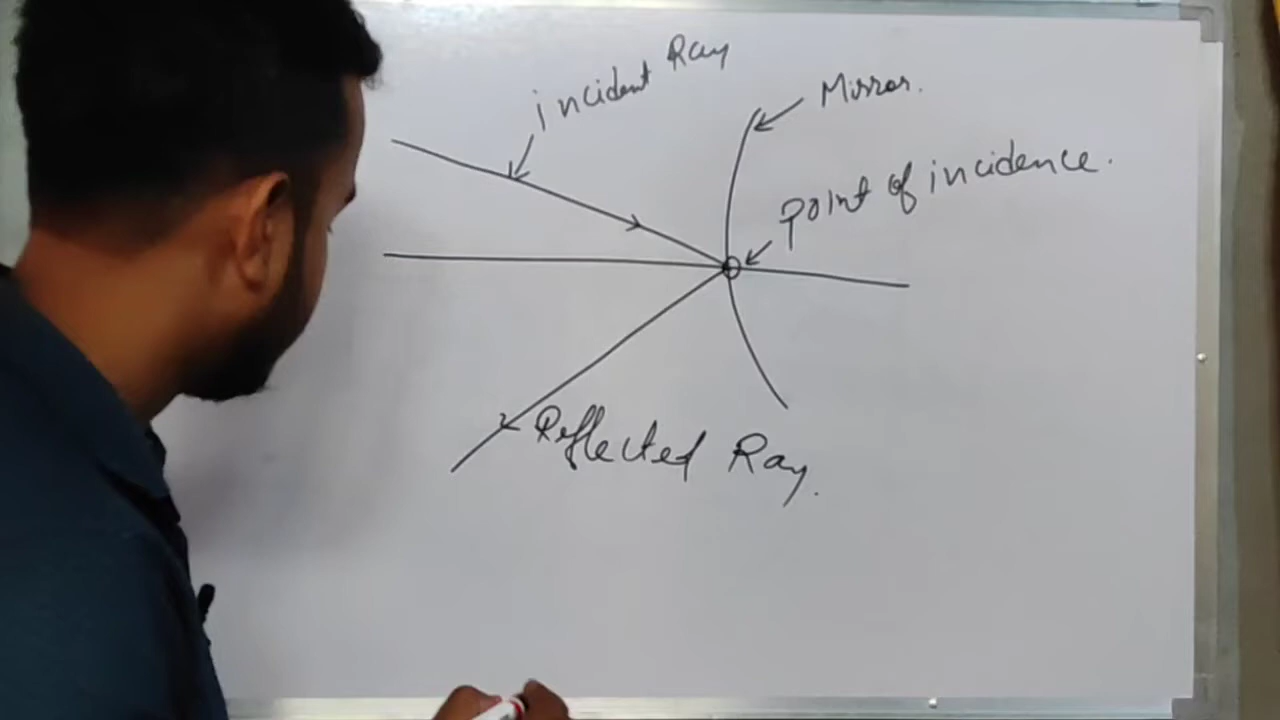 incident Ray
Mirror.
point of incidence.
Reflected Ray.